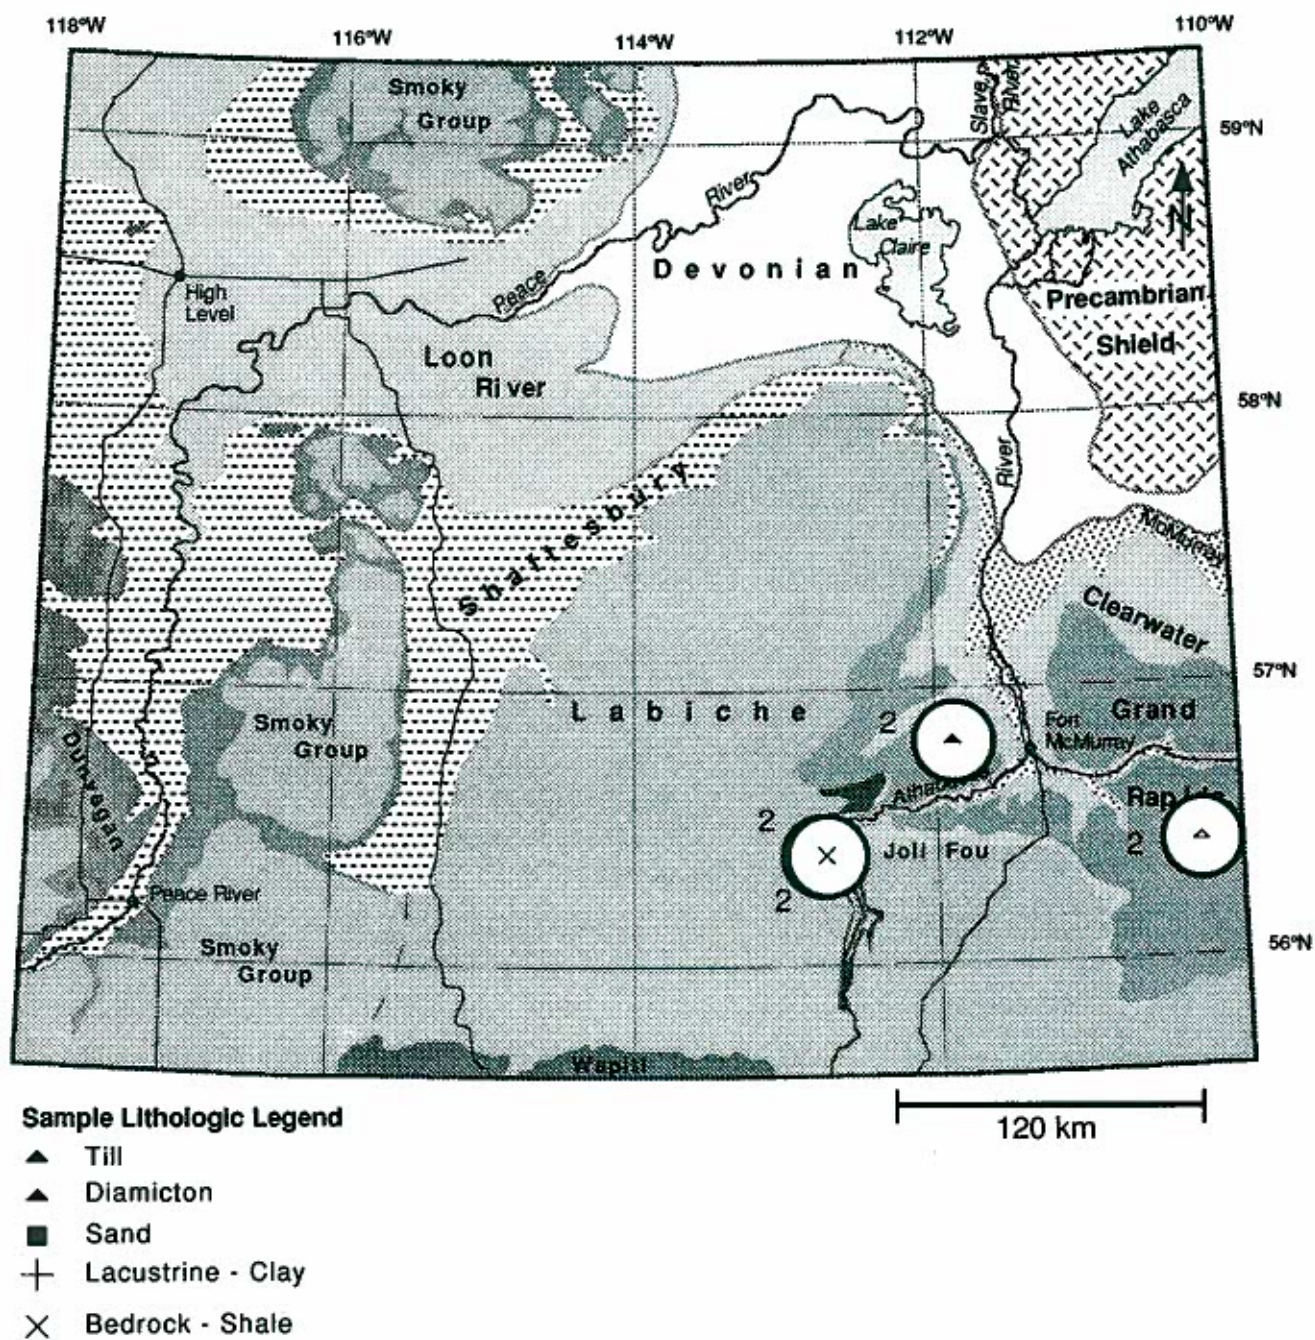 118°W
116°W
114°W
112°W
110°W
Smoky
Group
Slave
River
Lake
Athabasca
59°N
N
River
Lake
Claire
Devonian
Peace
High
Level
Precambrian
Shield
Loon
River
58°N
River
Shaftesbury
McMurray
Clearwater
57°N
Labiche
Grand
2
Fort
McMurray
Smoky
Group
Dunvegan
Rapids
2
2
Joli Fou
2
Peace River
Smoky
Group
56°N
Wapiti
Sample Lithologic Legend
Till
Diamicton
Sand
Lacustrine - Clay
Bedrock - Shale
120 km